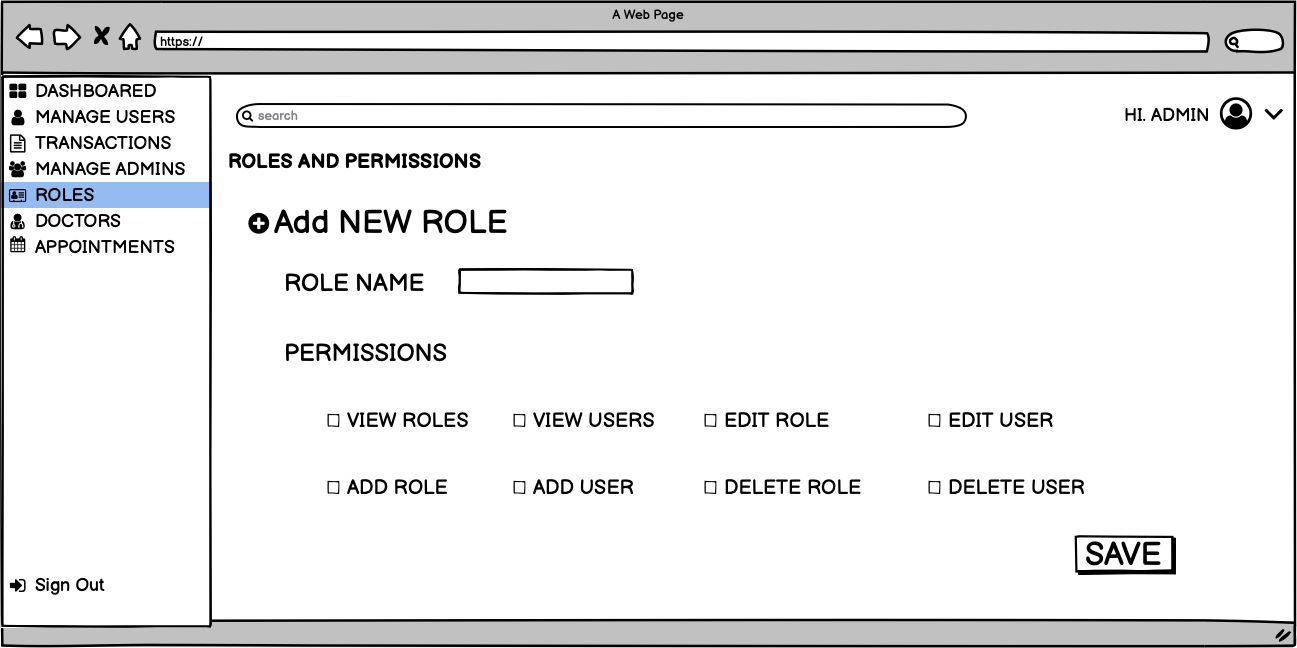 A Web Page
https://
DASHBOARED
MANAGE USERS
TRANSACTIONS
MANAGE ADMINS
ROLES
DOCTORS
APPOINTMENTS
Sign Out
search
HI. ADMIN
ROLES AND PERMISSIONS
Add NEW ROLE
ROLE NAME
PERMISSIONS
VIEW ROLES VIEW USERS EDIT ROLE EDIT USER
ADD ROLE ADD USER DELETE ROLE DELETE USER
SAVE